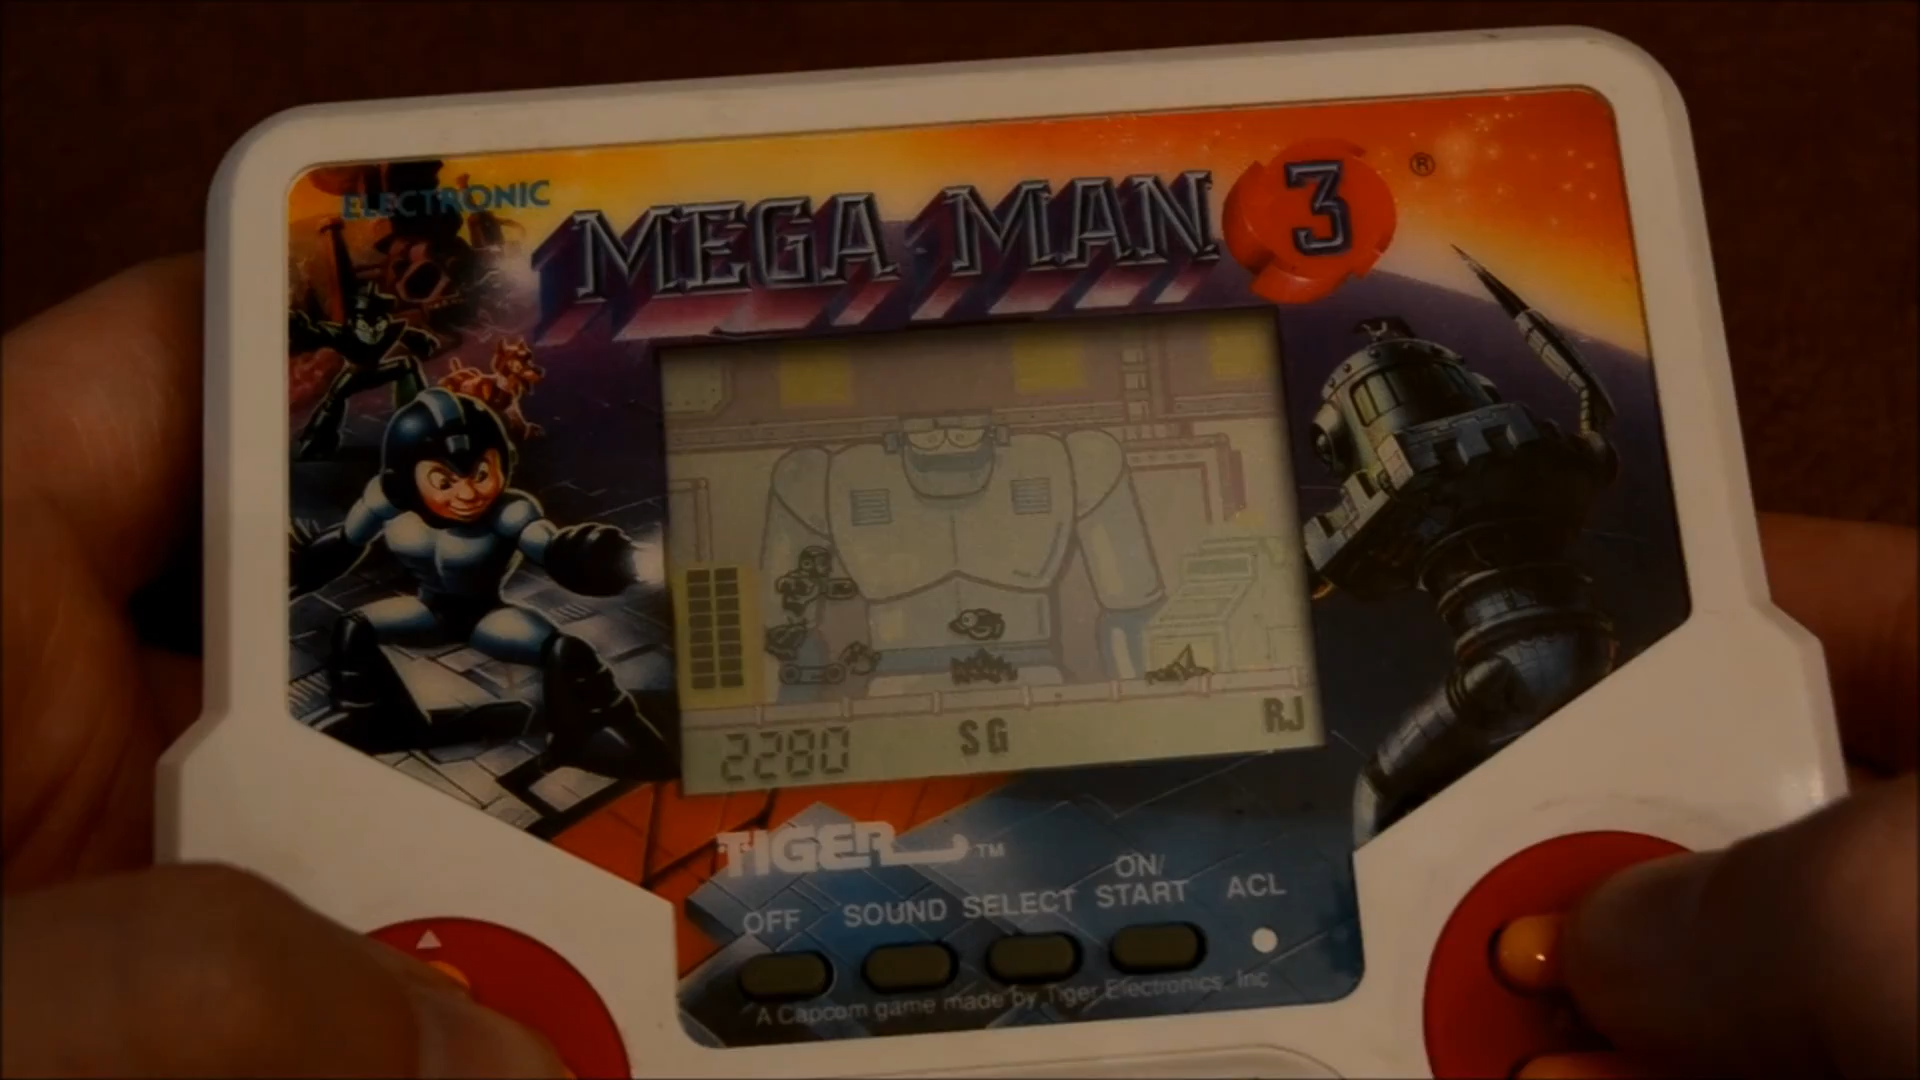 ELECTRONIC
MEGA MAN 3 ®
2280 SG RJ
TIGER ™
OFF SOUND SELECT ON/START ACL
A Capcom game made by Tiger Electronics, Inc